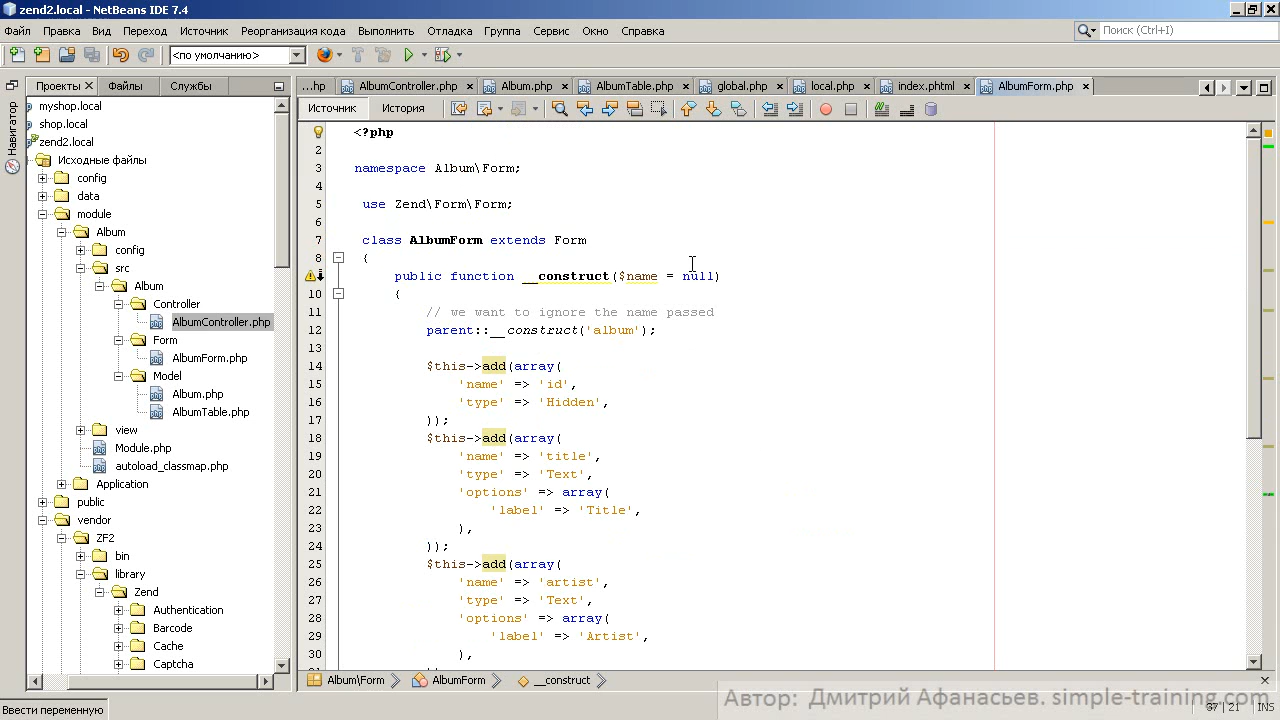 zend2.local - NetBeans IDE 7.4
Файл Правка Вид Переход Источник Реорганизация кода Выполнить Отладка Группа Сервис Окно Справка
Поиск (Ctrl+I)
<по умолчанию>
Проекты Файлы Службы
...hp AlbumController.php Album.php AlbumTable.php global.php local.php index.phtml AlbumForm.php
Источник История
Навигатор
myshop.local
shop.local
zend2.local
Исходные файлы
config
data
module
Album
config
src
Album
Controller
AlbumController.php
Form
AlbumForm.php
Model
Album.php
AlbumTable.php
view
Module.php
autoload_classmap.php
Application
public
vendor
ZF2
bin
library
Zend
Authentication
Barcode
Cache
Captcha
<?php
2
3 namespace Album\Form;
4
5 use Zend\Form\Form;
6
7 class AlbumForm extends Form
8 {
public function __construct($name = null)
10 {
11 // we want to ignore the name passed
12 parent::__construct('album');
13
14 $this->add(array(
15 'name' => 'id',
16 'type' => 'Hidden',
17 ));
18 $this->add(array(
19 'name' => 'title',
20 'type' => 'Text',
21 'options' => array(
22 'label' => 'Title',
23 ),
24 ));
25 $this->add(array(
26 'name' => 'artist',
27 'type' => 'Text',
28 'options' => array(
29 'label' => 'Artist',
30 ),
Album\Form AlbumForm __construct
Ввести переменную
37 | 21 INS
Автор: Дмитрий Афанасьев. simple-training.com